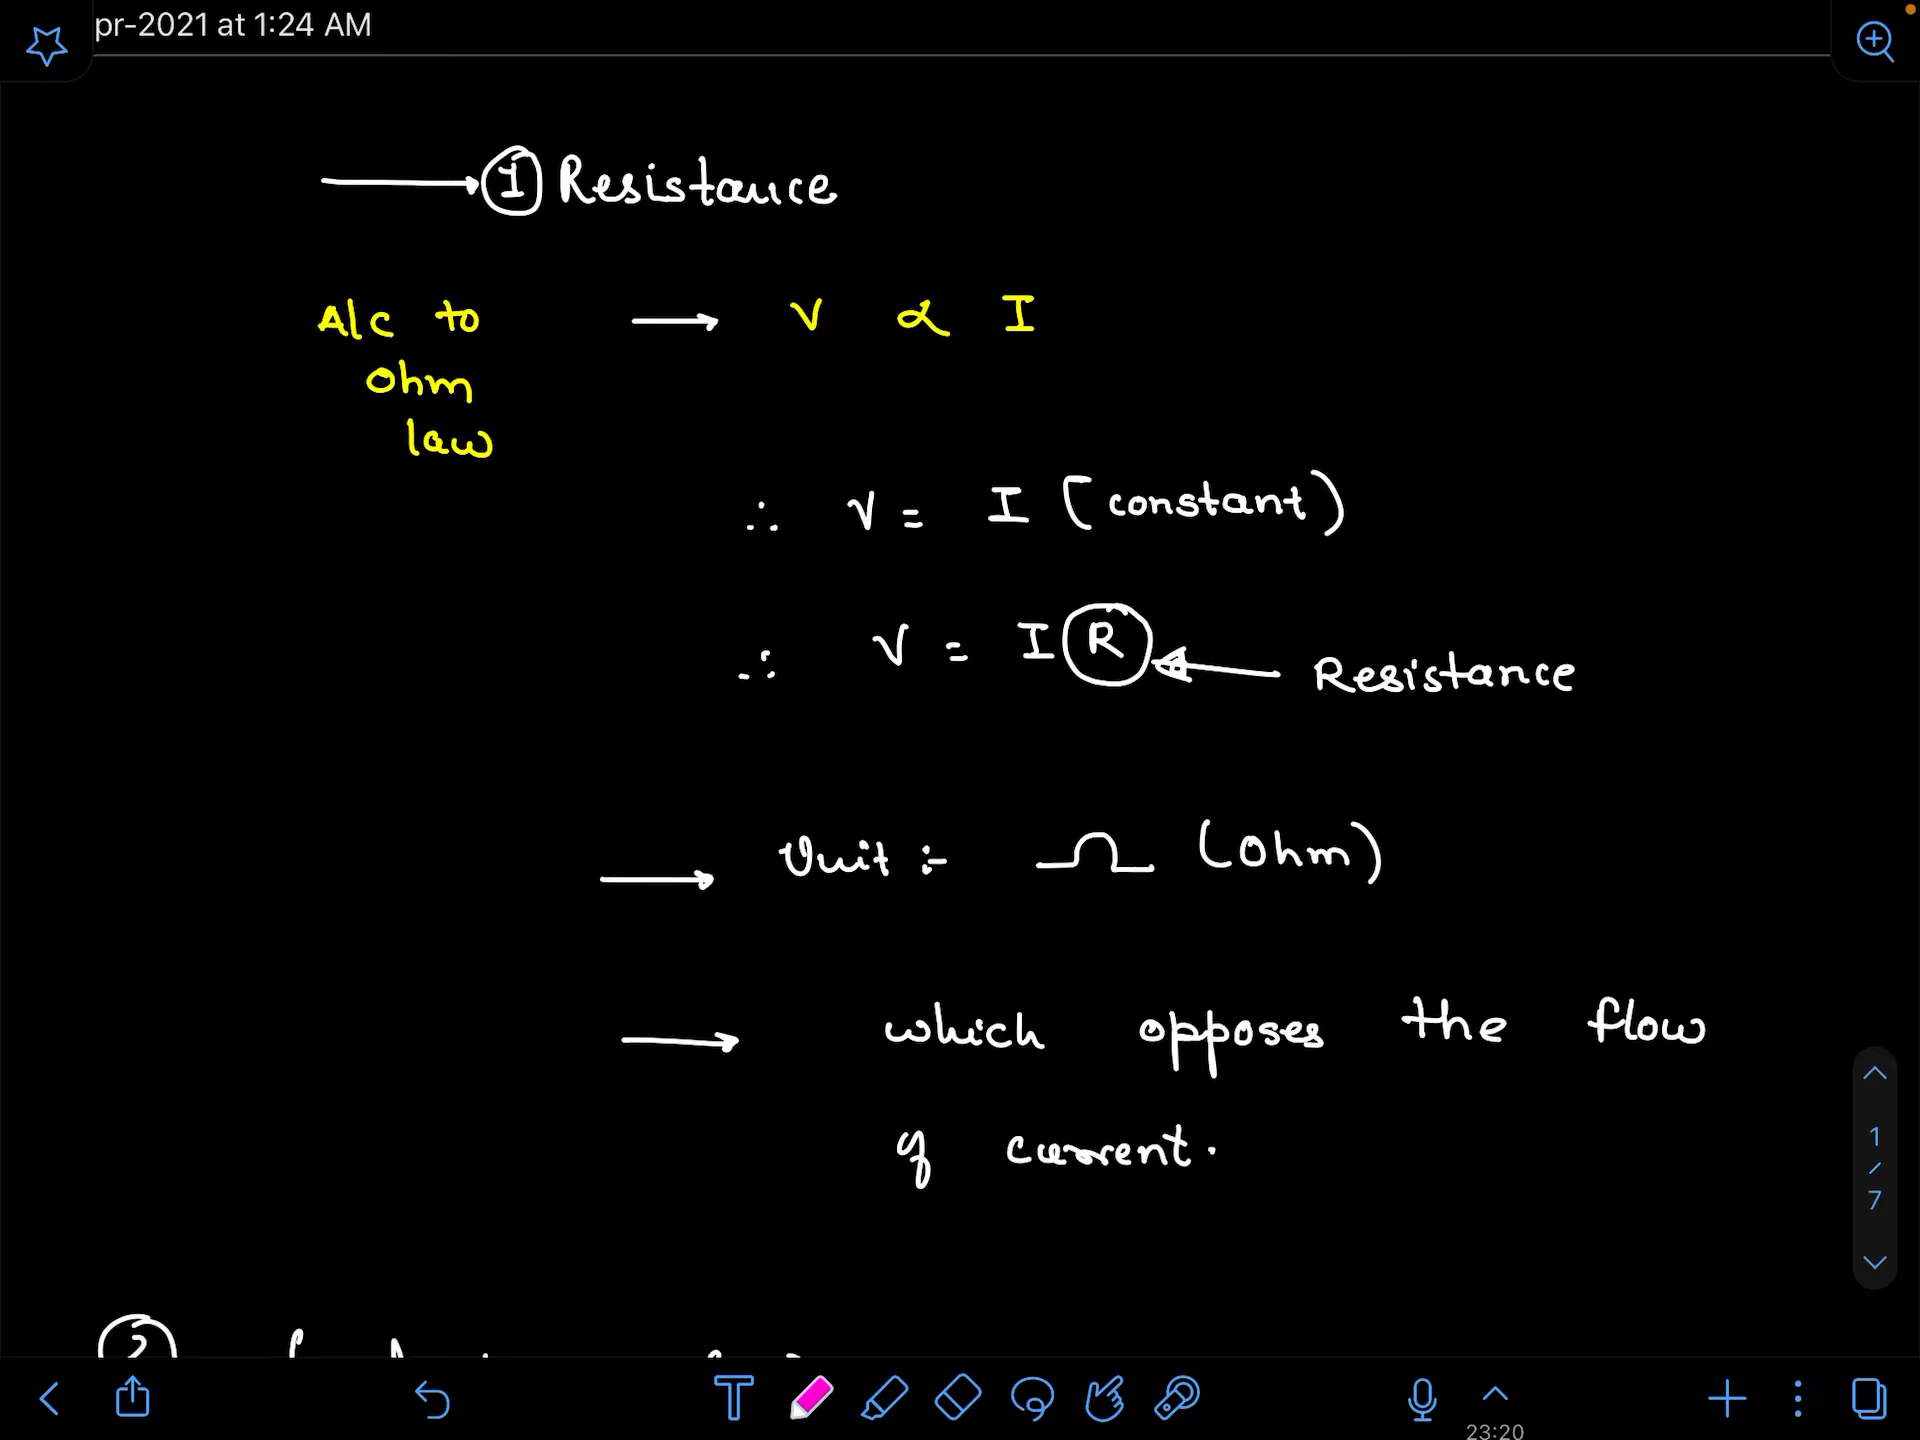 pr-2021 at 1:24 AM
→ ① Resistance
A/c to → V ∝ I
Ohm
law
∴ V = I (constant)
∴ V = I R ← Resistance
→ Unit :- Ω (Ohm)
→ which opposes the flow
of current.
1
/
7
②
T
23:20